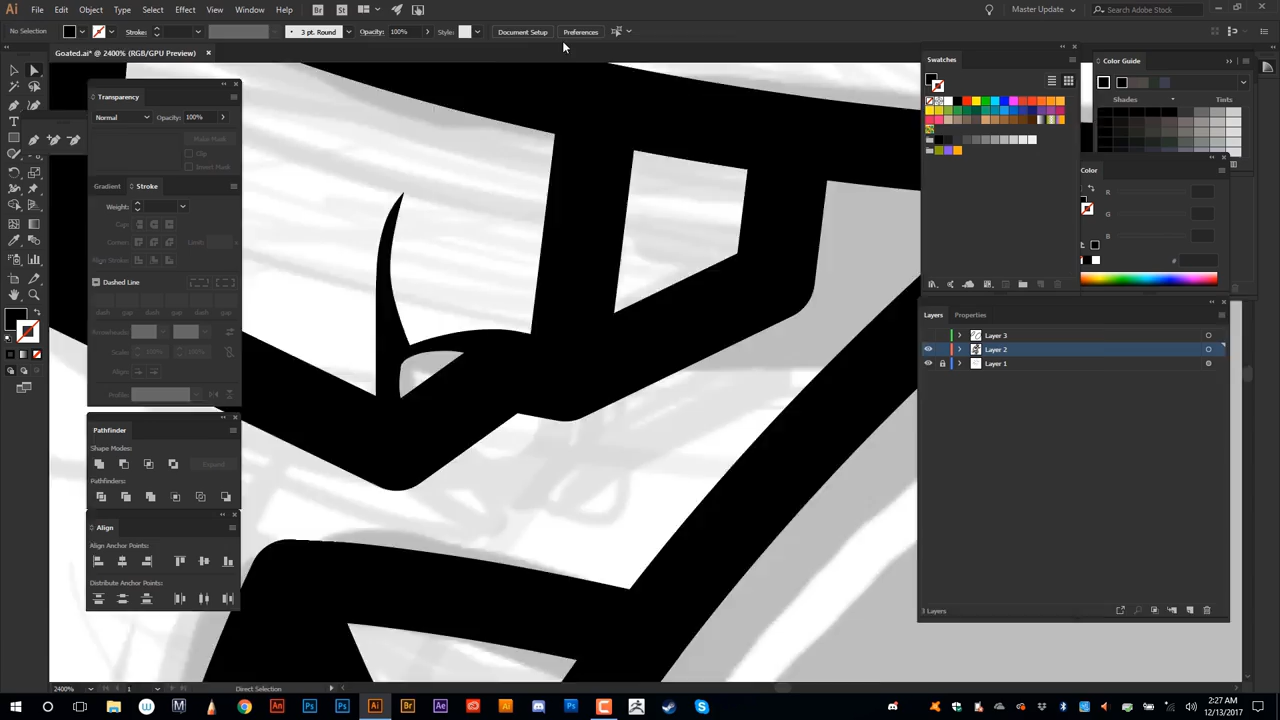 Ai File Edit Object Type Select Effect View Window Help Br St Master Update Search Adobe Stock
No Selection Stroke: 3 pt. Round Opacity: 100% Style: Document Setup Preferences
Goated.ai* @ 2400% (RGB/GPU Preview) ×
Transparency
Normal Opacity: 100%
Make Mask
Clip
Invert Mask
Gradient Stroke
Weight:
Cap:
Corner: Limit:
Align Stroke:
Dashed Line
dash gap dash gap dash gap
Arrowheads:
Scale: 100% 100%
Align:
Profile:
Pathfinder
Shape Modes:
Expand
Pathfinders:
Align
Align Anchor Points:
Distribute Anchor Points:
Swatches
Color Guide
Shades Tints
Color
R
G
B
#
Layers Properties
Layer 3
Layer 2
Layer 1
3 Layers
2400% 1 Direct Selection
2:27 AM
12/13/2017